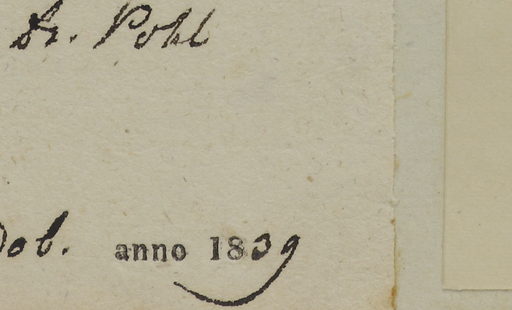 Dr. Pohl
anno 1839